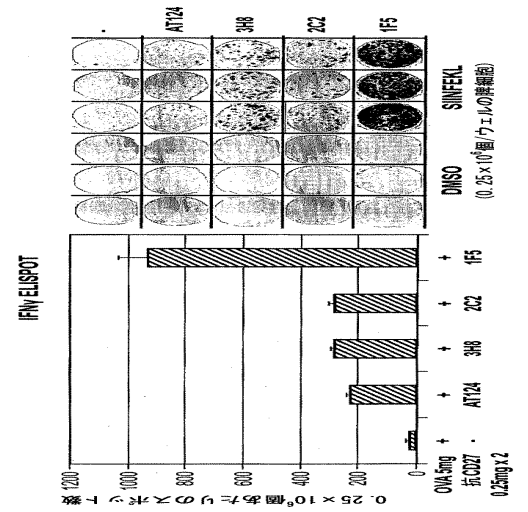 IFNγ ELISPOT
0.25×10⁶個あたりのスポット数
1200
1000
800
600
400
200
0
OVA 5mg + + + + +
抗CD27 - AT124 3H8 2C2 1F5
0.25mg x 2
- AT124 3H8 2C2 1F5
DMSO SIINFEKL
(0.25×10⁶個/ウェルの脾細胞)